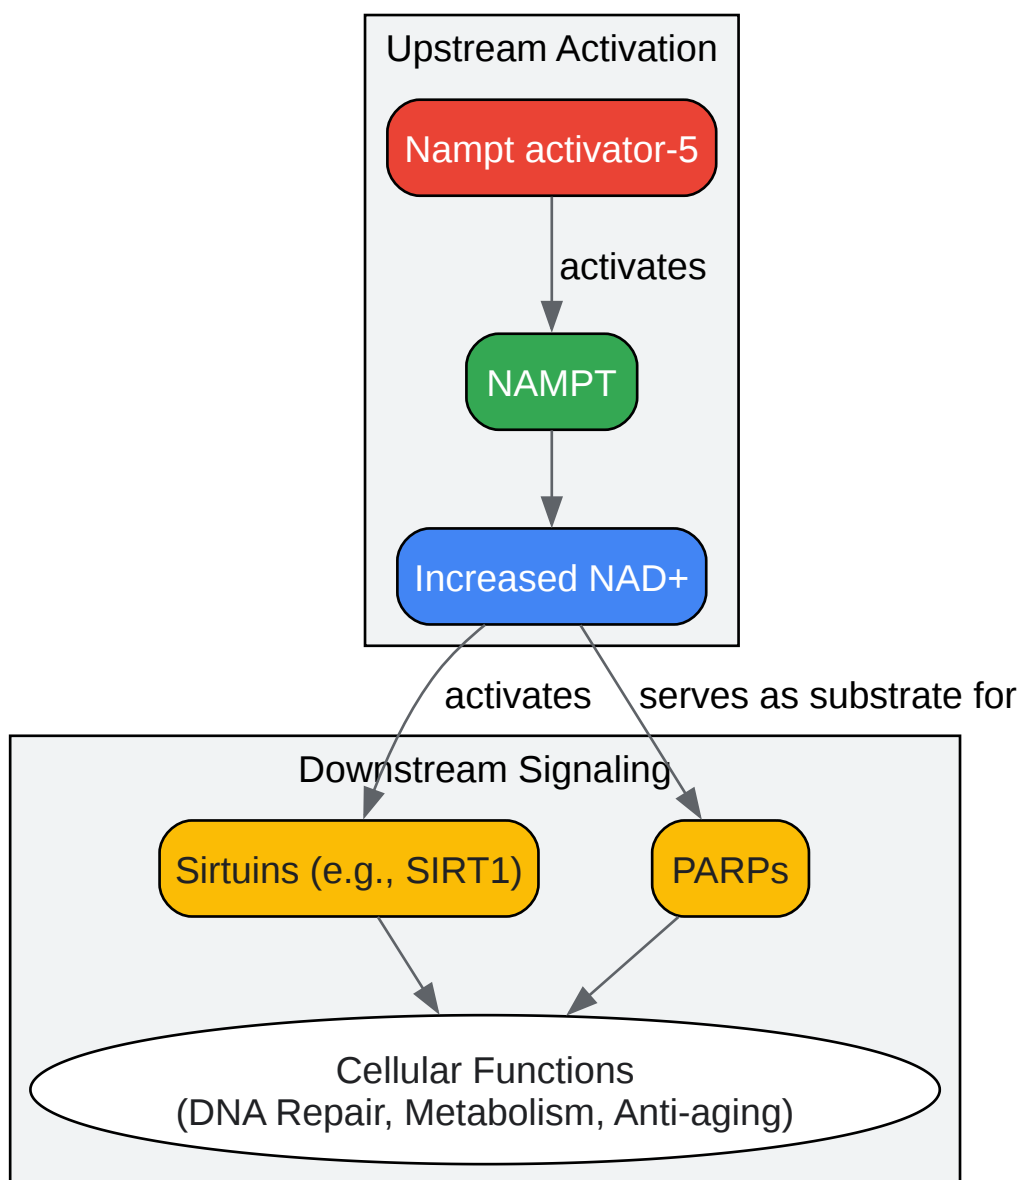 Upstream Activation
Nampt activator-5
activates
NAMPT
Increased NAD+
activates
serves as substrate for
Downstream Signaling
Sirtuins (e.g., SIRT1)
PARPs
Cellular Functions
(DNA Repair, Metabolism, Anti-aging)